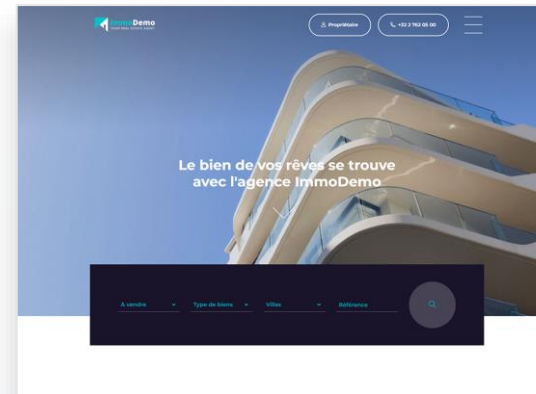 ImmoDemo
Propriétaire
+32 2 762 05 00
Le bien de vos rêves se trouve
avec l'agence ImmoDemo
À vendre
Type de biens
Villes
Référence